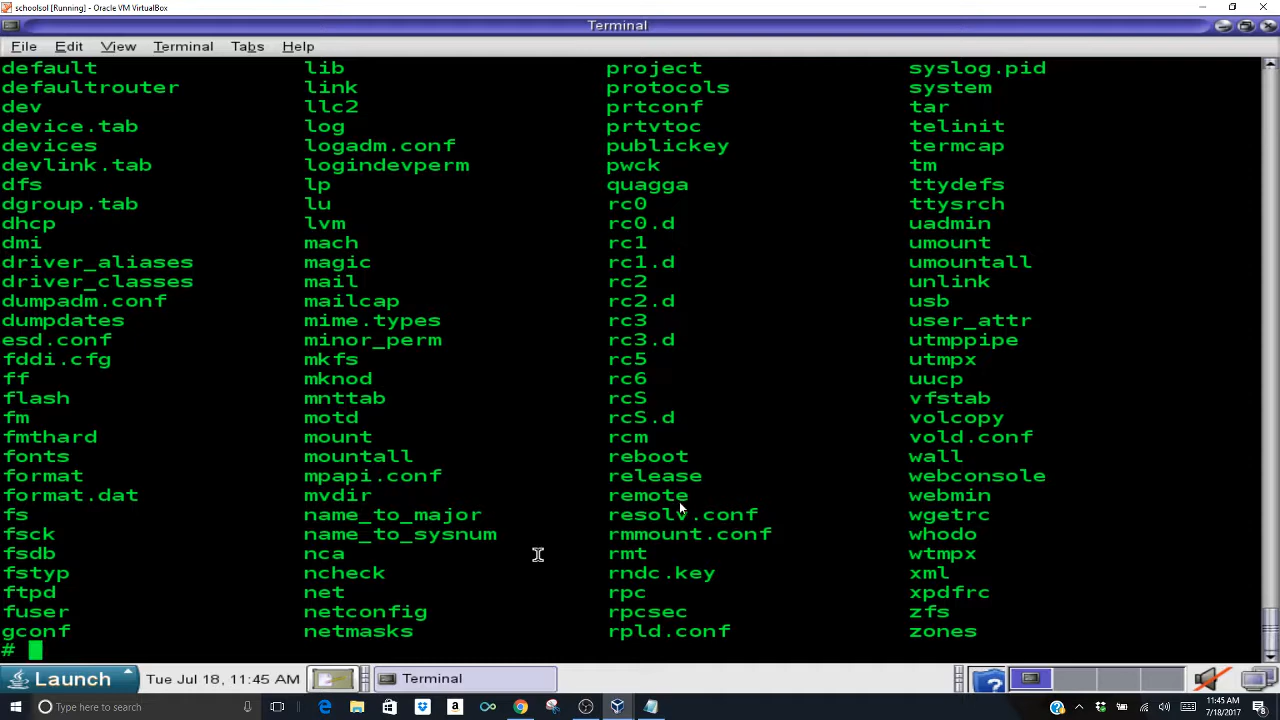 schoolsol [Running] - Oracle VM VirtualBox
Terminal
File Edit View Terminal Tabs Help
default lib project syslog.pid
defaultrouter link protocols system
dev llc2 prtconf tar
device.tab log prtvtoc telinit
devices logadm.conf publickey termcap
devlink.tab logindevperm pwck tm
dfs lp quagga ttydefs
dgroup.tab lu rc0 ttysrch
dhcp lvm rc0.d uadmin
dmi mach rc1 umount
driver_aliases magic rc1.d umountall
driver_classes mail rc2 unlink
dumpadm.conf mailcap rc2.d usb
dumpdates mime.types rc3 user_attr
esd.conf minor_perm rc3.d utmppipe
fddi.cfg mkfs rc5 utmpx
ff mknod rc6 uucp
flash mnttab rcS vfstab
fm motd rcS.d volcopy
fmthard mount rcm vold.conf
fonts mountall reboot wall
format mpapi.conf release webconsole
format.dat mvdir remote webmin
fs name_to_major resolv.conf wgetrc
fsck name_to_sysnum rmmount.conf whodo
fsdb nca rmt wtmpx
fstyp ncheck rndc.key xml
ftpd net rpc xpdfrc
fuser netconfig rpcsec zfs
gconf netmasks rpld.conf zones
#
Launch Tue Jul 18, 11:45 AM Terminal
Type here to search
11:45 AM
7/18/2017